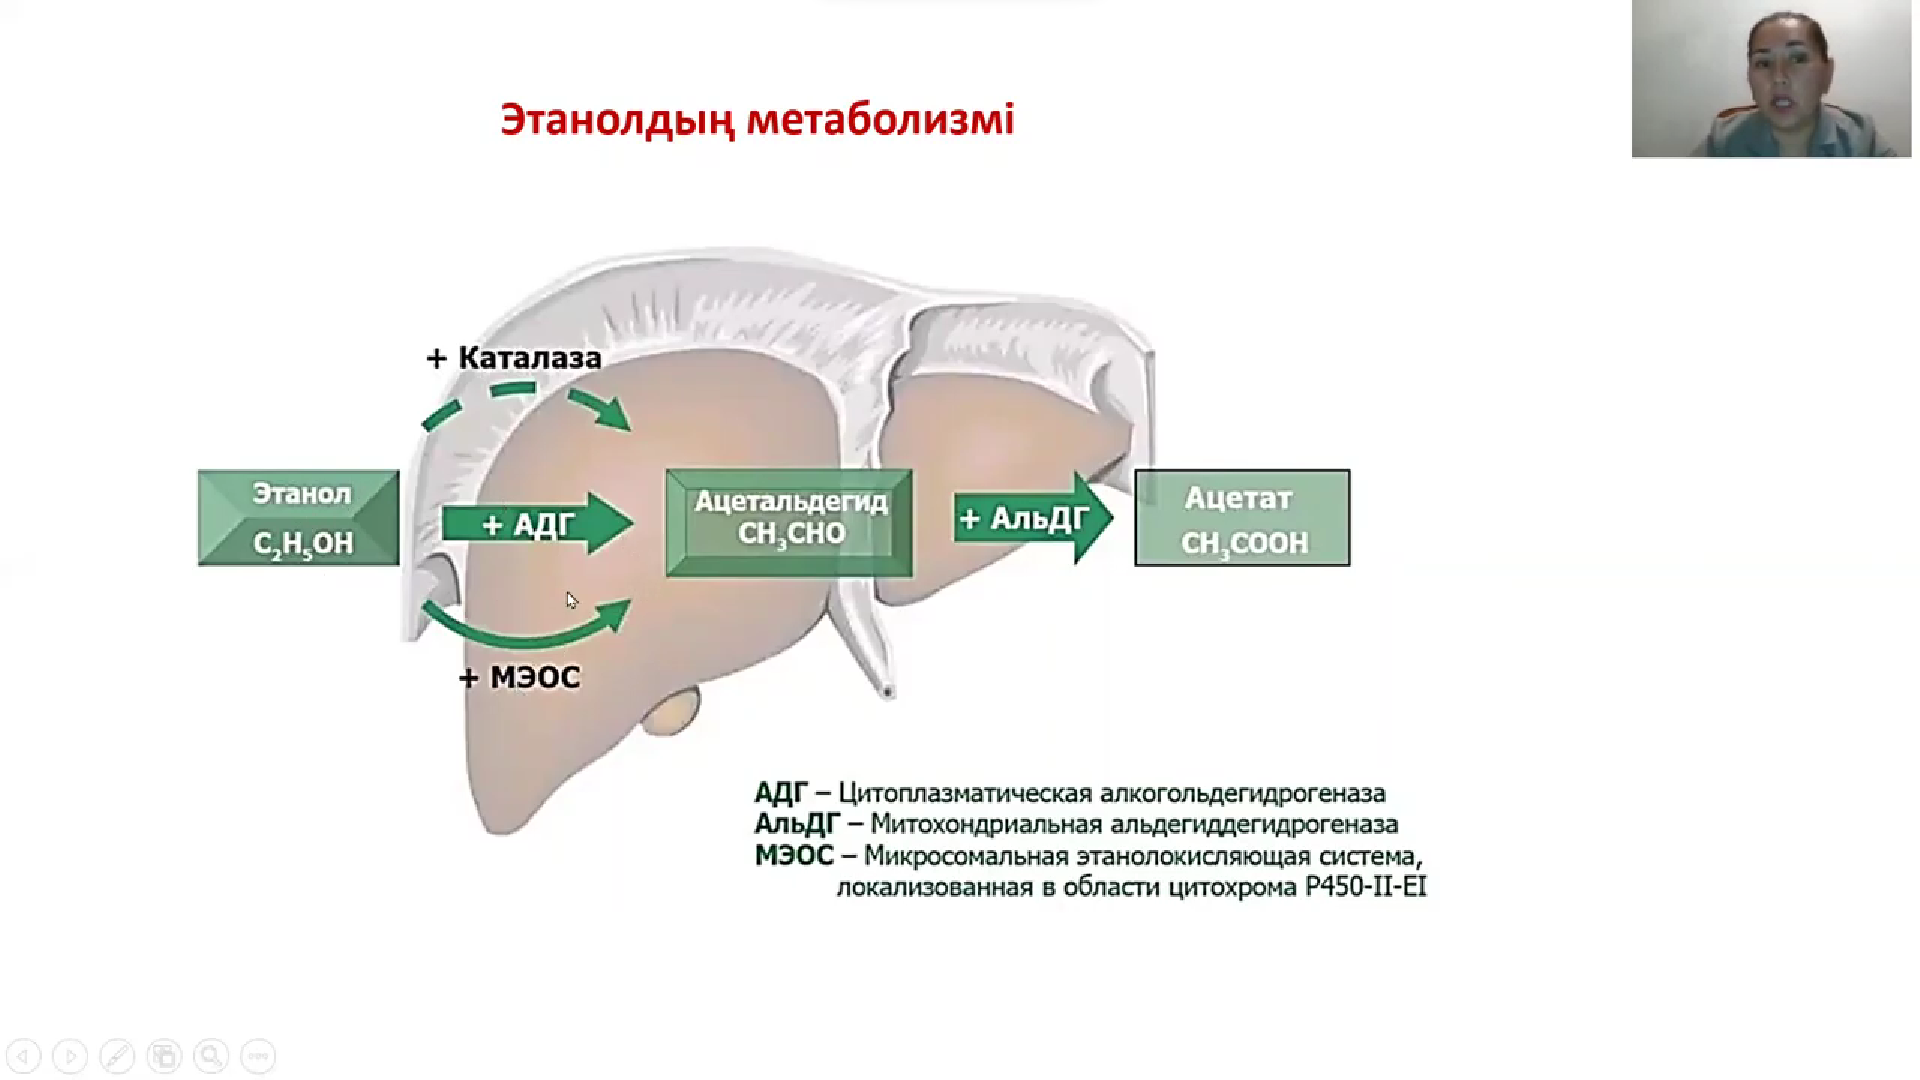 Этанолдың метаболизмі
+ Каталаза
Этанол
C₂H₅OH
+ АДГ
Ацетальдегид
CH₃CHO
+ АльДГ
Ацетат
CH₃COOH
+ МЭОС
АДГ – Цитоплазматическая алкогольдегидрогеназа
АльДГ – Митохондриальная альдегиддегидрогеназа
МЭОС – Микросомальная этанолокисляющая система,
локализованная в области цитохрома P450-II-EI